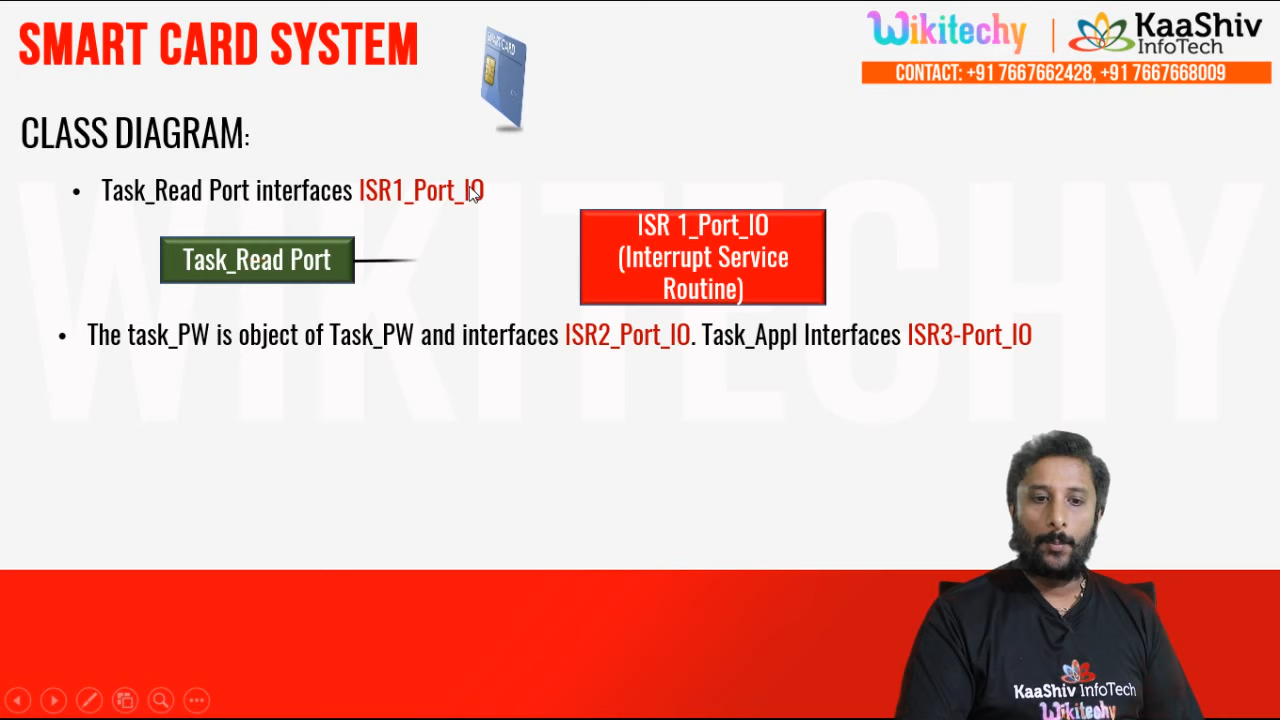 SMART CARD SYSTEM
SMART CARD
Wikitechy
KaaShiv
InfoTech
CONTACT: +91 7667662428, +91 7667668009
CLASS DIAGRAM:
• Task_Read Port interfaces ISR1_Port_IO
Task_Read Port
ISR 1_Port_IO
(Interrupt Service
Routine)
• The task_PW is object of Task_PW and interfaces ISR2_Port_IO. Task_Appl Interfaces ISR3-Port_IO
WIKITECHY
KaaShiv InfoTech
Wikitechy